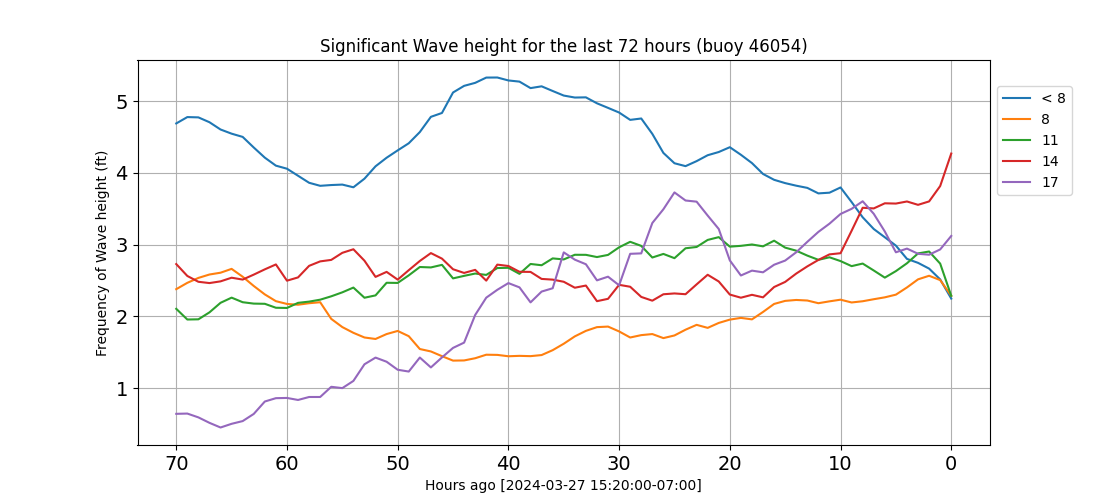 Significant Wave height for the last 72 hours (buoy 46054)
Frequency of Wave height (ft)
5
4
3
2
1
70 60 50 40 30 20 10 0
Hours ago [2024-03-27 15:20:00-07:00]
< 8
8
11
14
17